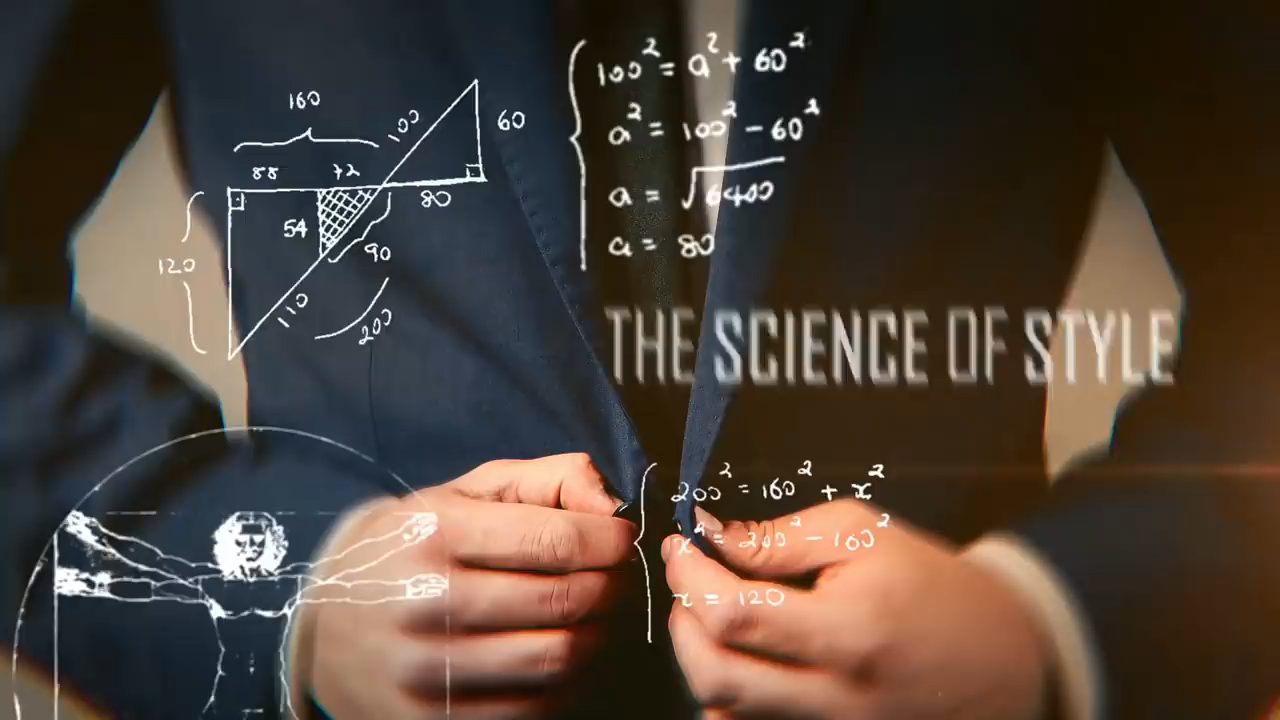 160
100
60
88 72
80
54
90
120
110
200
100² = a² + 60²
a² = 100² - 60²
a = √6400
a = 80
THE SCIENCE OF STYLE
200² = 160² + x²
x² = 200² - 160²
x = 120